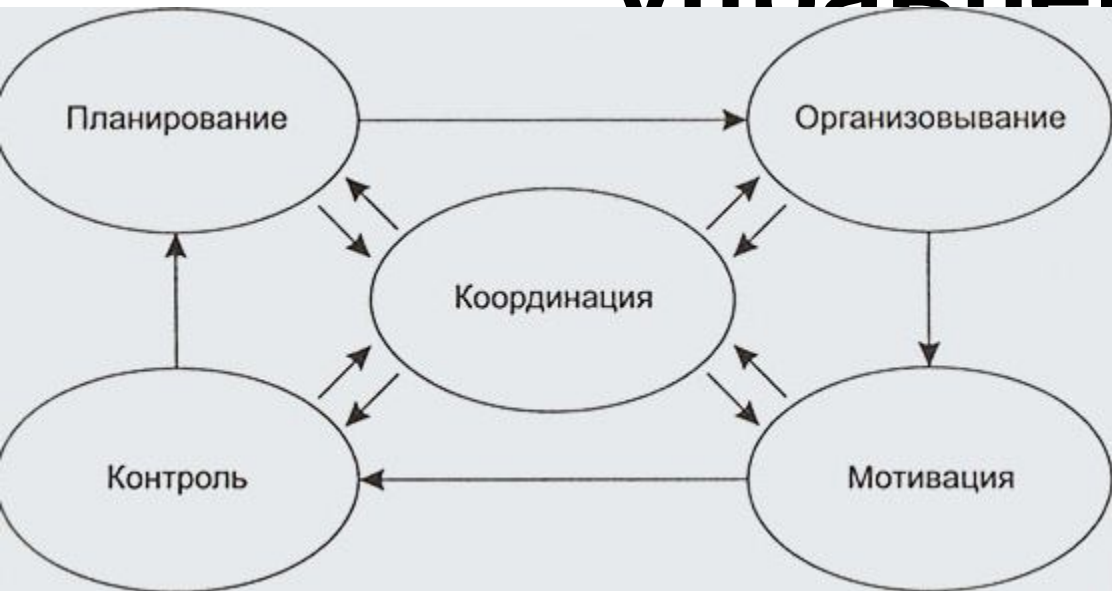 Планирование
Организовывание
Координация
Контроль
Мотивация